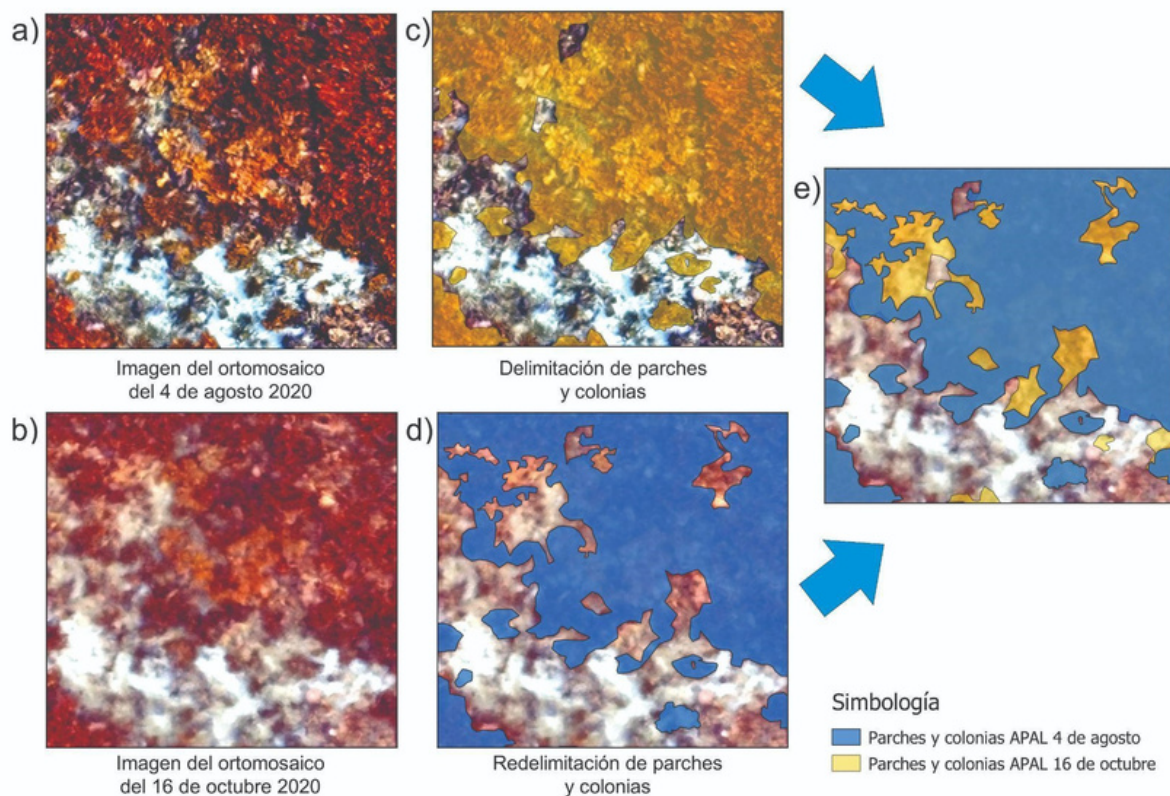 a)
Imagen del ortomosaico
del 4 de agosto 2020
c)
Delimitación de parches
y colonias
b)
Imagen del ortomosaico
del 16 de octubre 2020
d)
Redelimitación de parches
y colonias
e)
Simbología
Parches y colonias APAL 4 de agosto
Parches y colonias APAL 16 de octubre